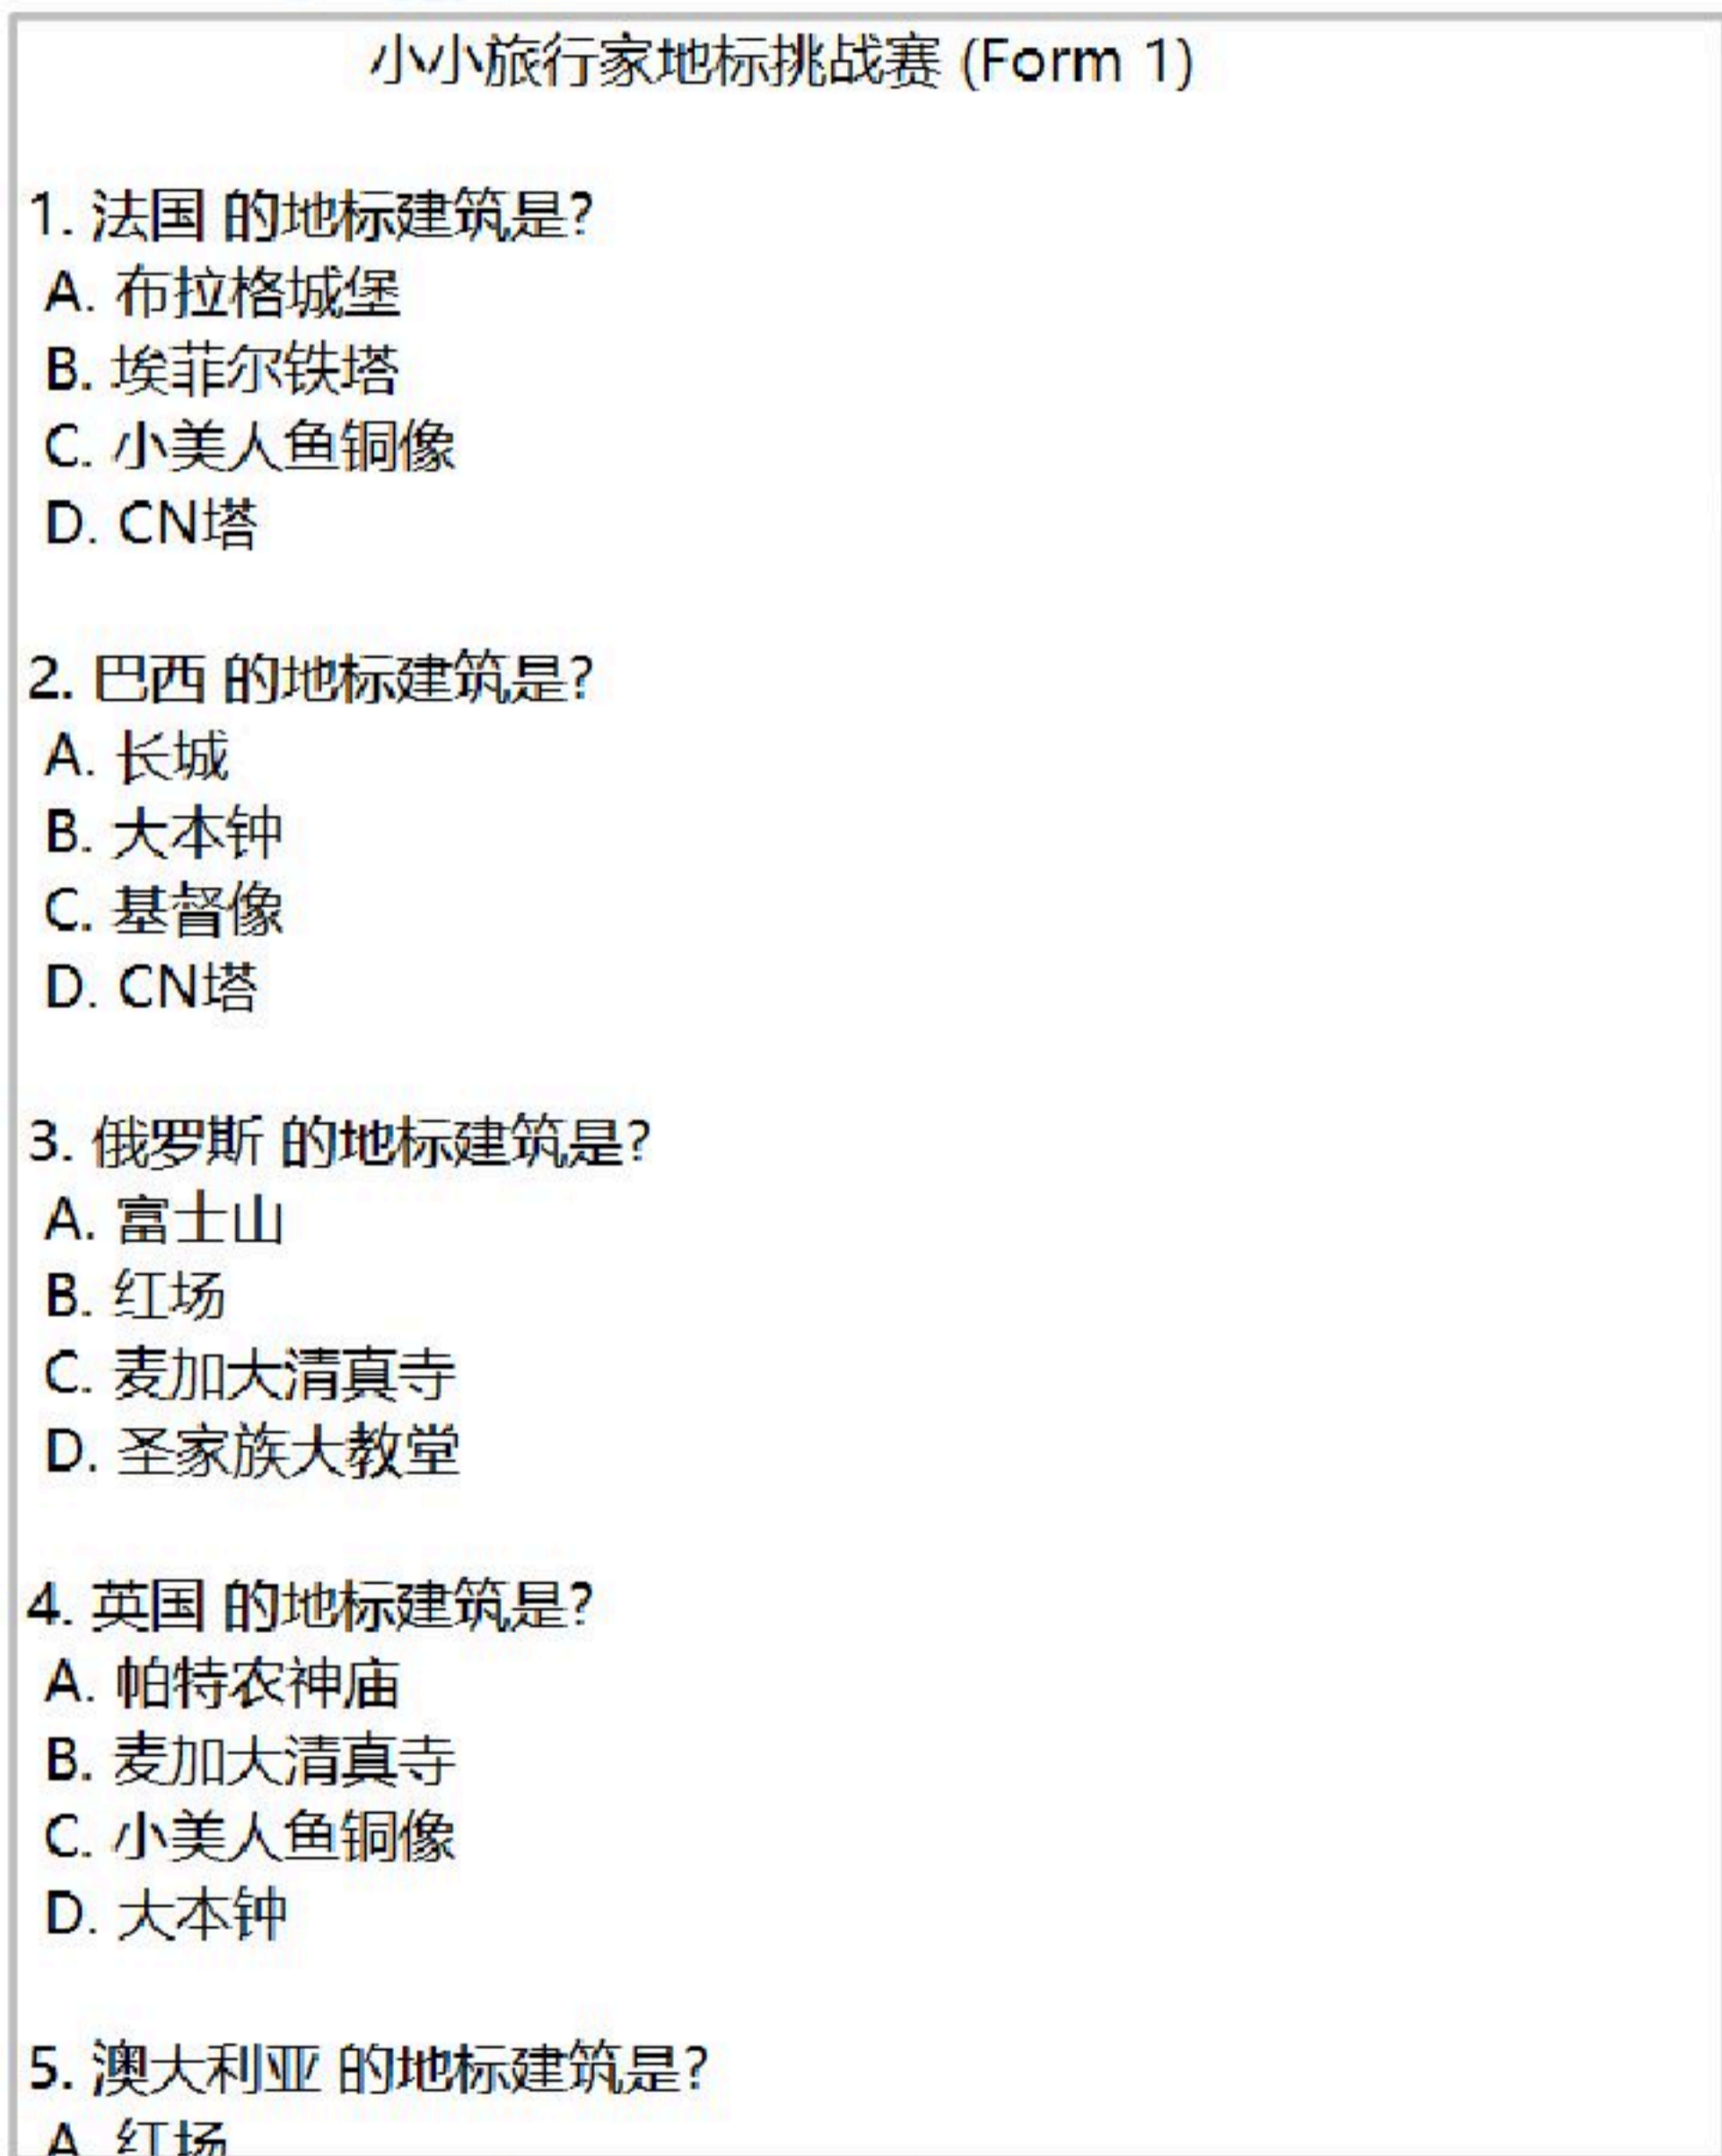 小小旅行家地标挑战赛 (Form 1)
1. 法国 的地标建筑是?
A. 布拉格城堡
B. 埃菲尔铁塔
C. 小美人鱼铜像
D. CN塔
2. 巴西 的地标建筑是?
A. 长城
B. 大本钟
C. 基督像
D. CN塔
3. 俄罗斯 的地标建筑是?
A. 富士山
B. 红场
C. 麦加大清真寺
D. 圣家族大教堂
4. 英国 的地标建筑是?
A. 帕特农神庙
B. 麦加大清真寺
C. 小美人鱼铜像
D. 大本钟
5. 澳大利亚 的地标建筑是?
A. 红场